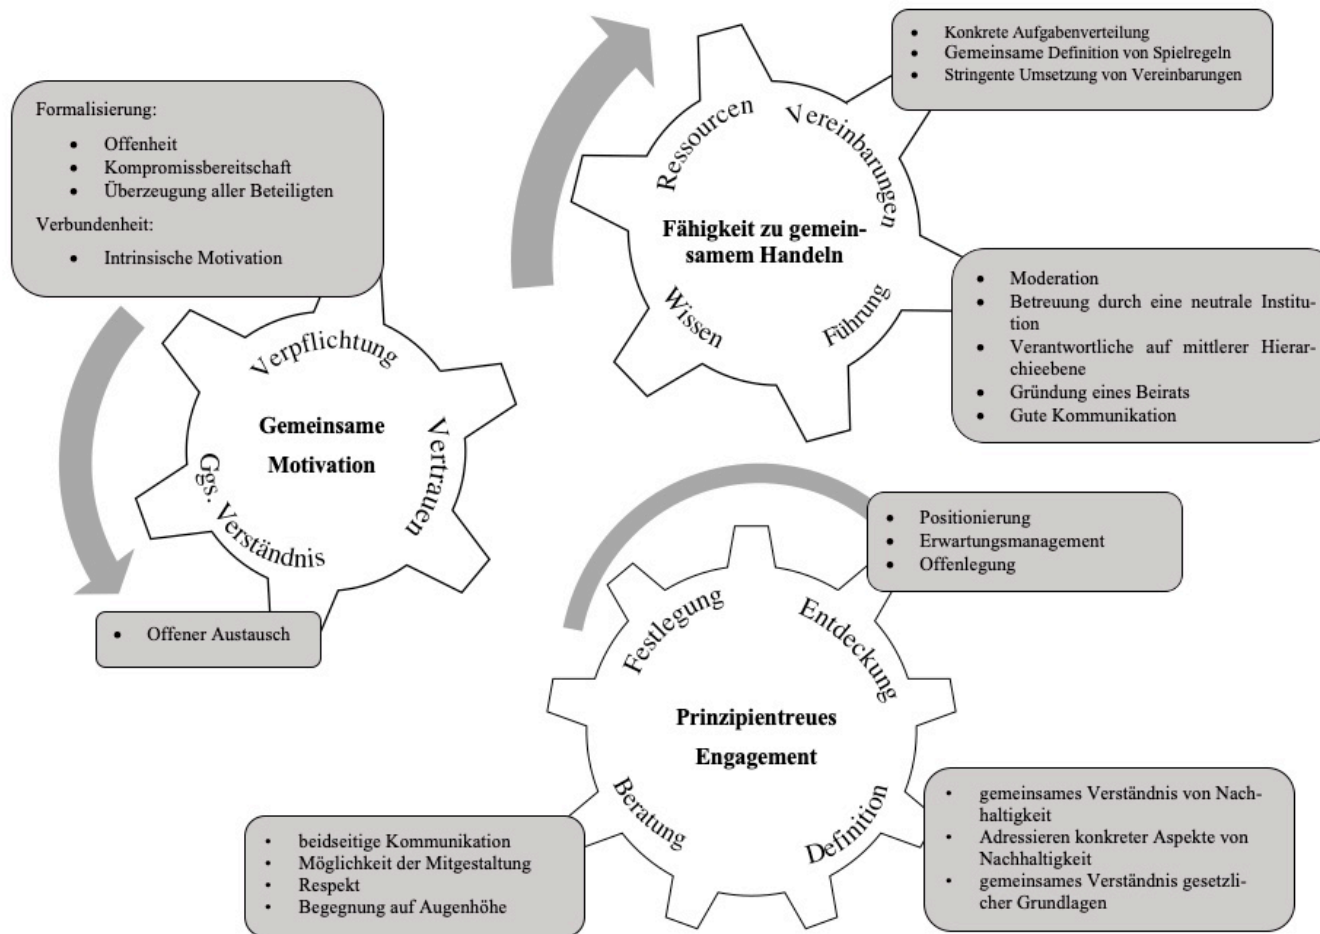 Formalisierung:
• Offenheit
• Kompromissbereitschaft
• Überzeugung aller Beteiligten
Verbundenheit:
• Intrinsische Motivation
Verpflichtung
Vertrauen
Ggs. Verständnis
Gemeinsame
Motivation
• Offener Austausch
• Konkrete Aufgabenverteilung
• Gemeinsame Definition von Spielregeln
• Stringente Umsetzung von Vereinbarungen
Ressourcen
Vereinbarungen
Fähigkeit zu gemein-
samem Handeln
Wissen
Führung
• Moderation
• Betreuung durch eine neutrale Institu-
tion
• Verantwortliche auf mittlerer Hierar-
chieebene
• Gründung eines Beirats
• Gute Kommunikation
• Positionierung
• Erwartungsmanagement
• Offenlegung
Festlegung
Entdeckung
Prinzipientreues
Engagement
Beratung
Definition
• beidseitige Kommunikation
• Möglichkeit der Mitgestaltung
• Respekt
• Begegnung auf Augenhöhe
• gemeinsames Verständnis von Nach-
haltigkeit
• Adressieren konkreter Aspekte von
Nachhaltigkeit
• gemeinsames Verständnis gesetzli-
cher Grundlagen